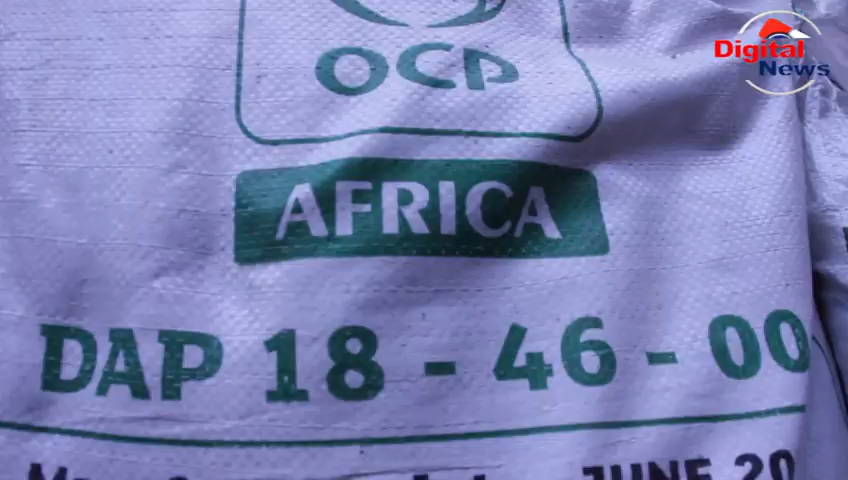 OCP
Digital
News
AFRICA
DAP 18 - 46 - 00
JUNE 20